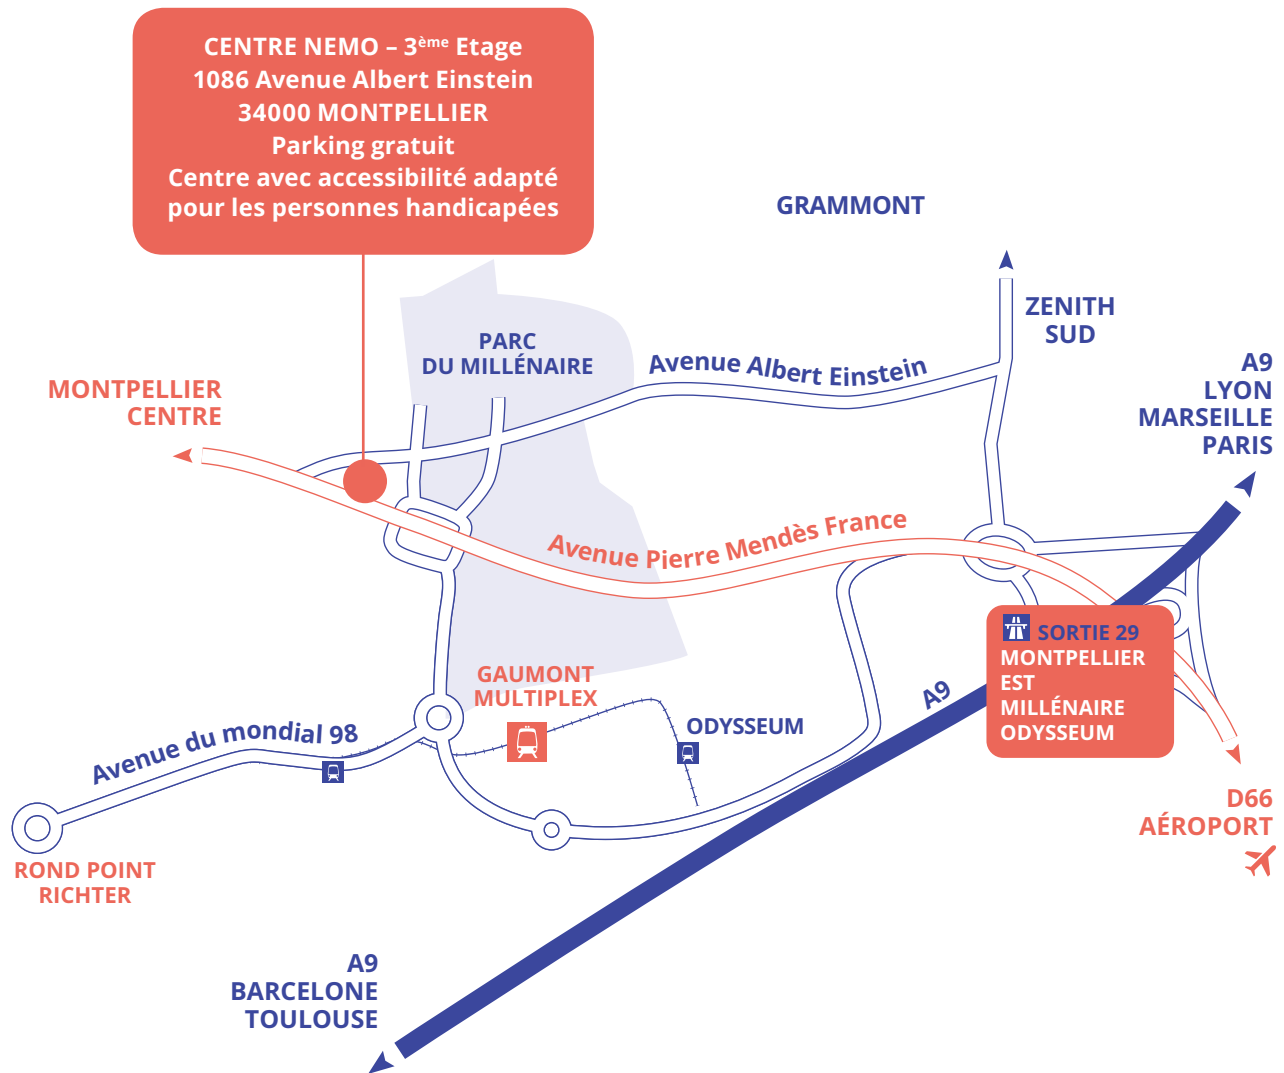 CENTRE NEMO – 3ème Etage
1086 Avenue Albert Einstein
34000 MONTPELLIER
Parking gratuit
Centre avec accessibilité adapté
pour les personnes handicapées
GRAMMONT
ZENITH
SUD
PARC
DU MILLÉNAIRE
Avenue Albert Einstein
A9
LYON
MARSEILLE
PARIS
MONTPELLIER
CENTRE
Avenue Pierre Mendès France
SORTIE 29
MONTPELLIER
EST
MILLÉNAIRE
ODYSSEUM
GAUMONT
MULTIPLEX
A9
ODYSSEUM
Avenue du mondial 98
D66
AÉROPORT
ROND POINT
RICHTER
A9
BARCELONE
TOULOUSE